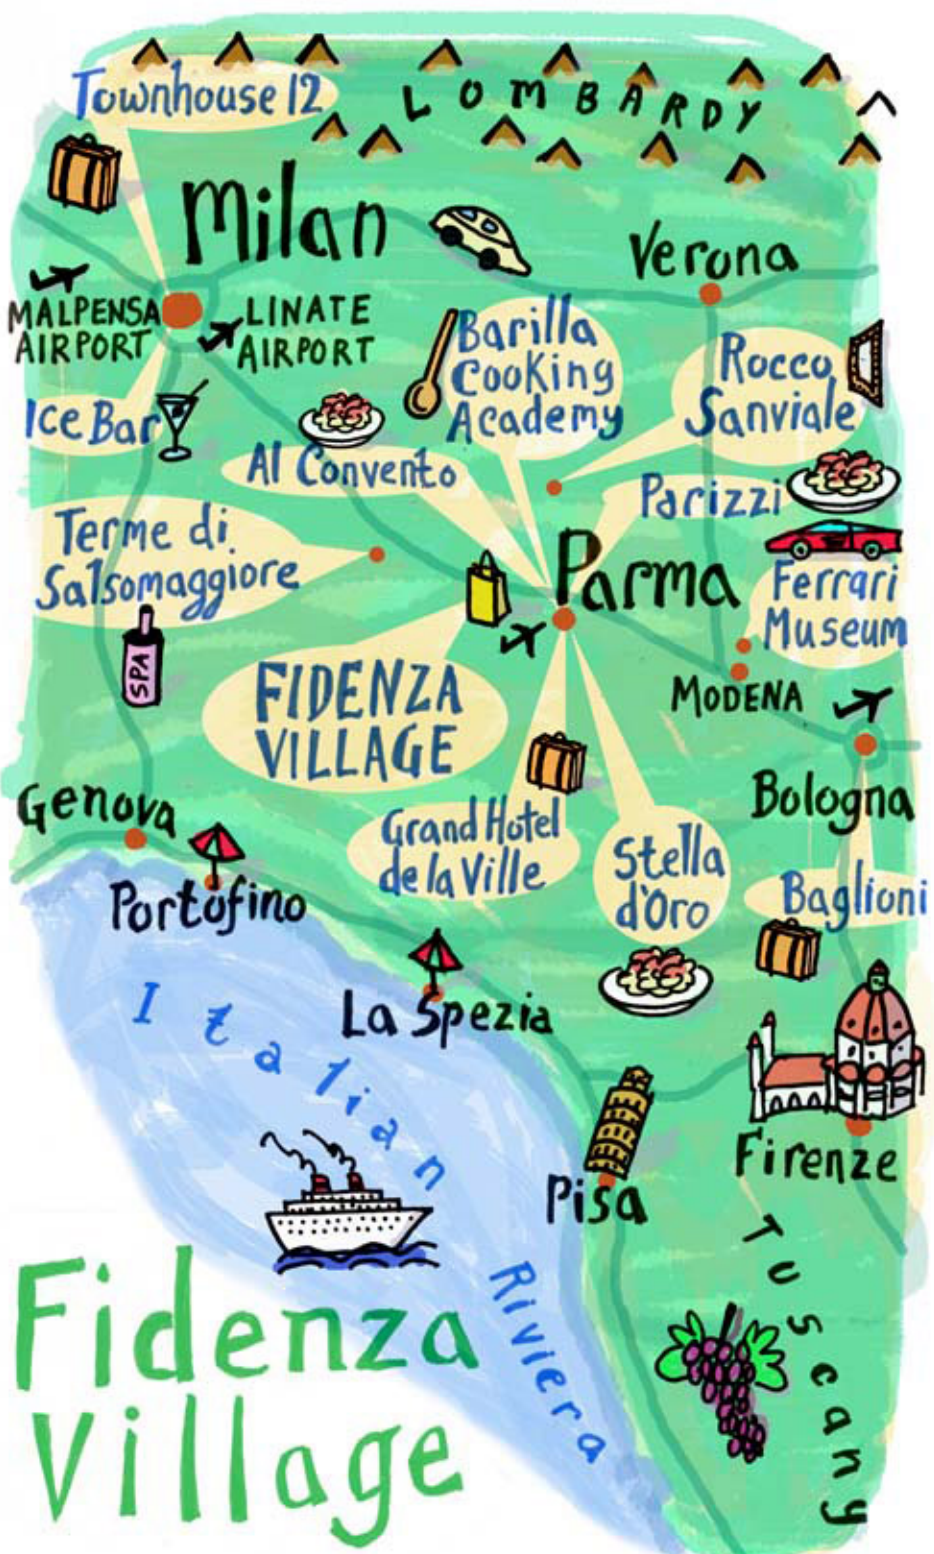 Townhouse 12
LOMBARDY
Milan
Verona
MALPENSA
AIRPORT
LINATE
AIRPORT
Barilla
Cooking
Academy
Rocco
Sanviale
Ice Bar
Al Convento
Parizzi
Terme di
Salsomaggiore
Parma
Ferrari
Museum
SPA
FIDENZA
VILLAGE
MODENA
Genova
Bologna
Grand Hotel
de la Ville
Stella
d'Oro
Baglioni
Portofino
La Spezia
Italian
Riviera
Firenze
Pisa
Tuscany
Fidenza
Village